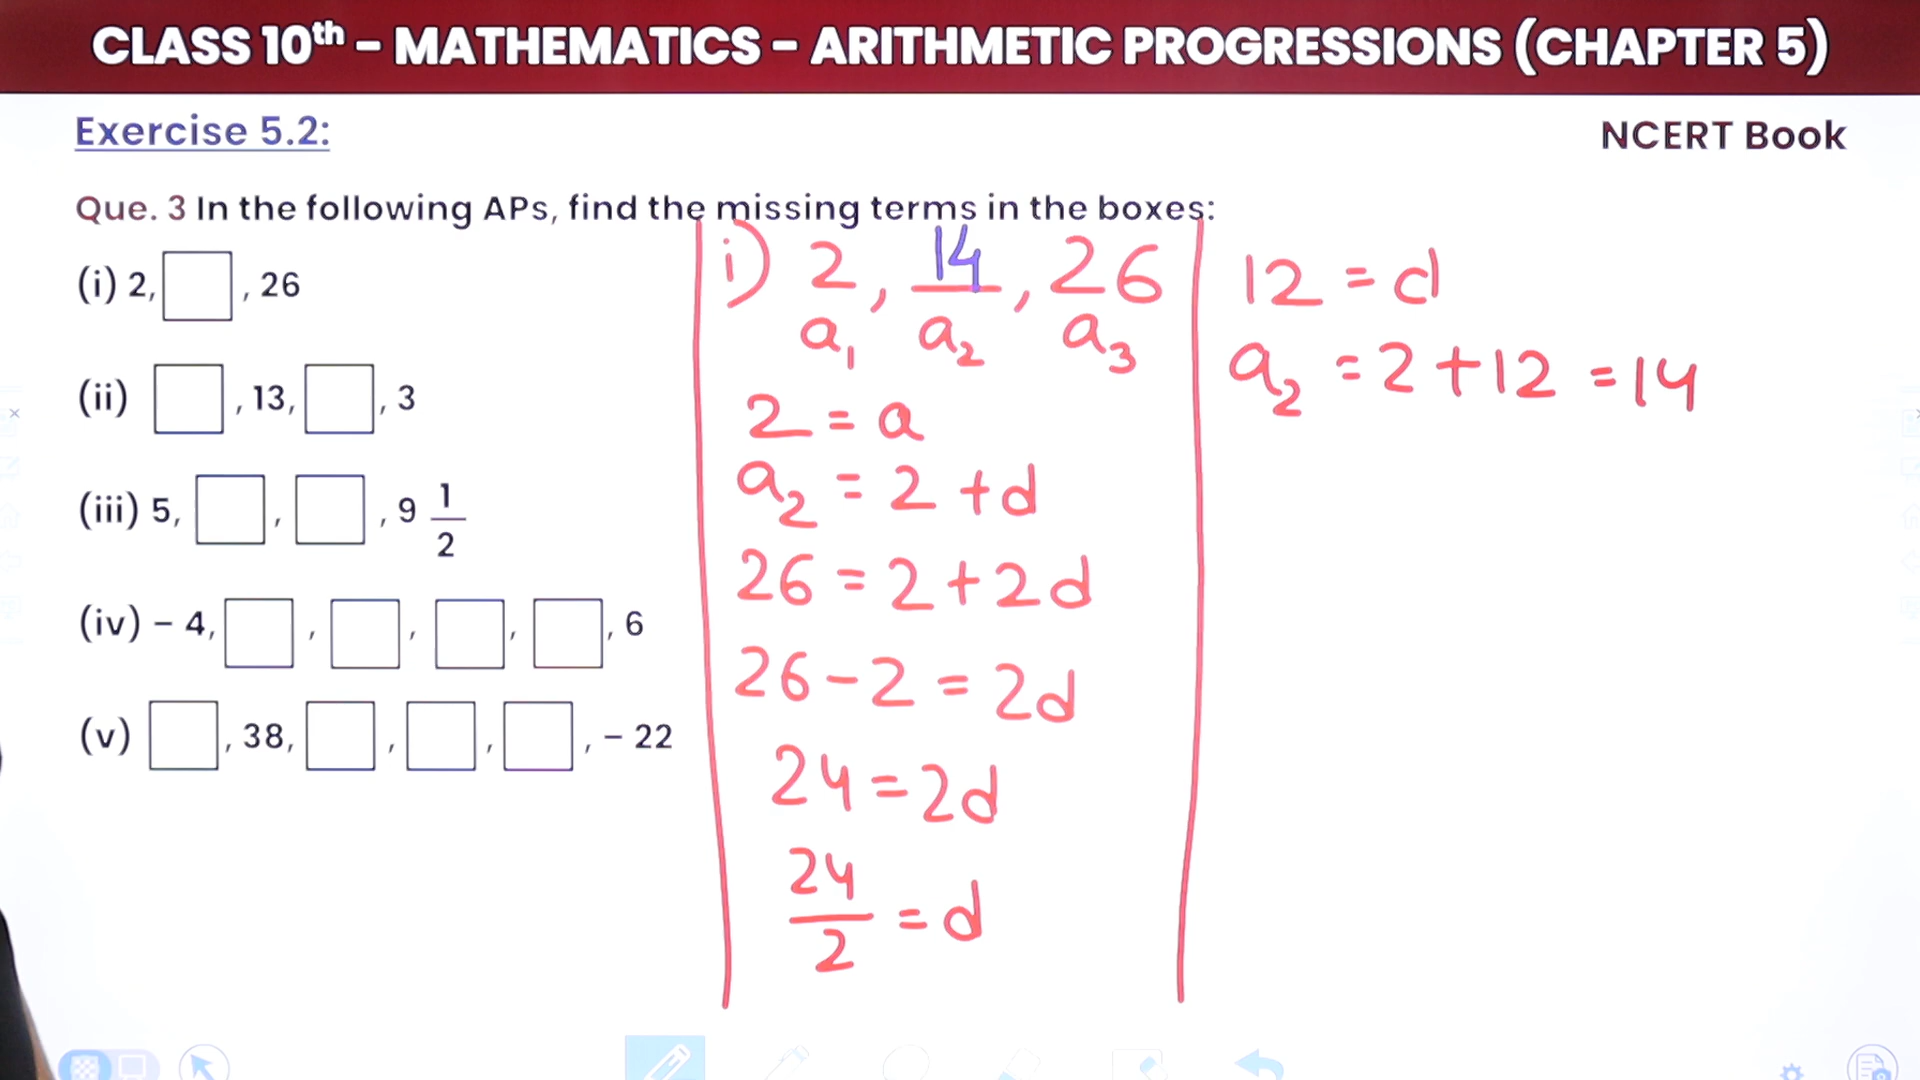 CLASS 10th – MATHEMATICS – ARITHMETIC PROGRESSIONS (CHAPTER 5)
Exercise 5.2:
NCERT Book
Que. 3 In the following APs, find the missing terms in the boxes:
(i) 2, □ , 26
(ii) □ , 13, □ , 3
(iii) 5, □ , □ , 9 1/2
(iv) – 4, □ , □ , □ , □ , 6
(v) □ , 38, □ , □ , □ , – 22
i) 2 , 14 , 26
a₁ a₂ a₃
2 = a
a₂ = 2 + d
26 = 2 + 2d
26 – 2 = 2d
24 = 2d
24/2 = d
12 = d
a₂ = 2 + 12 = 14